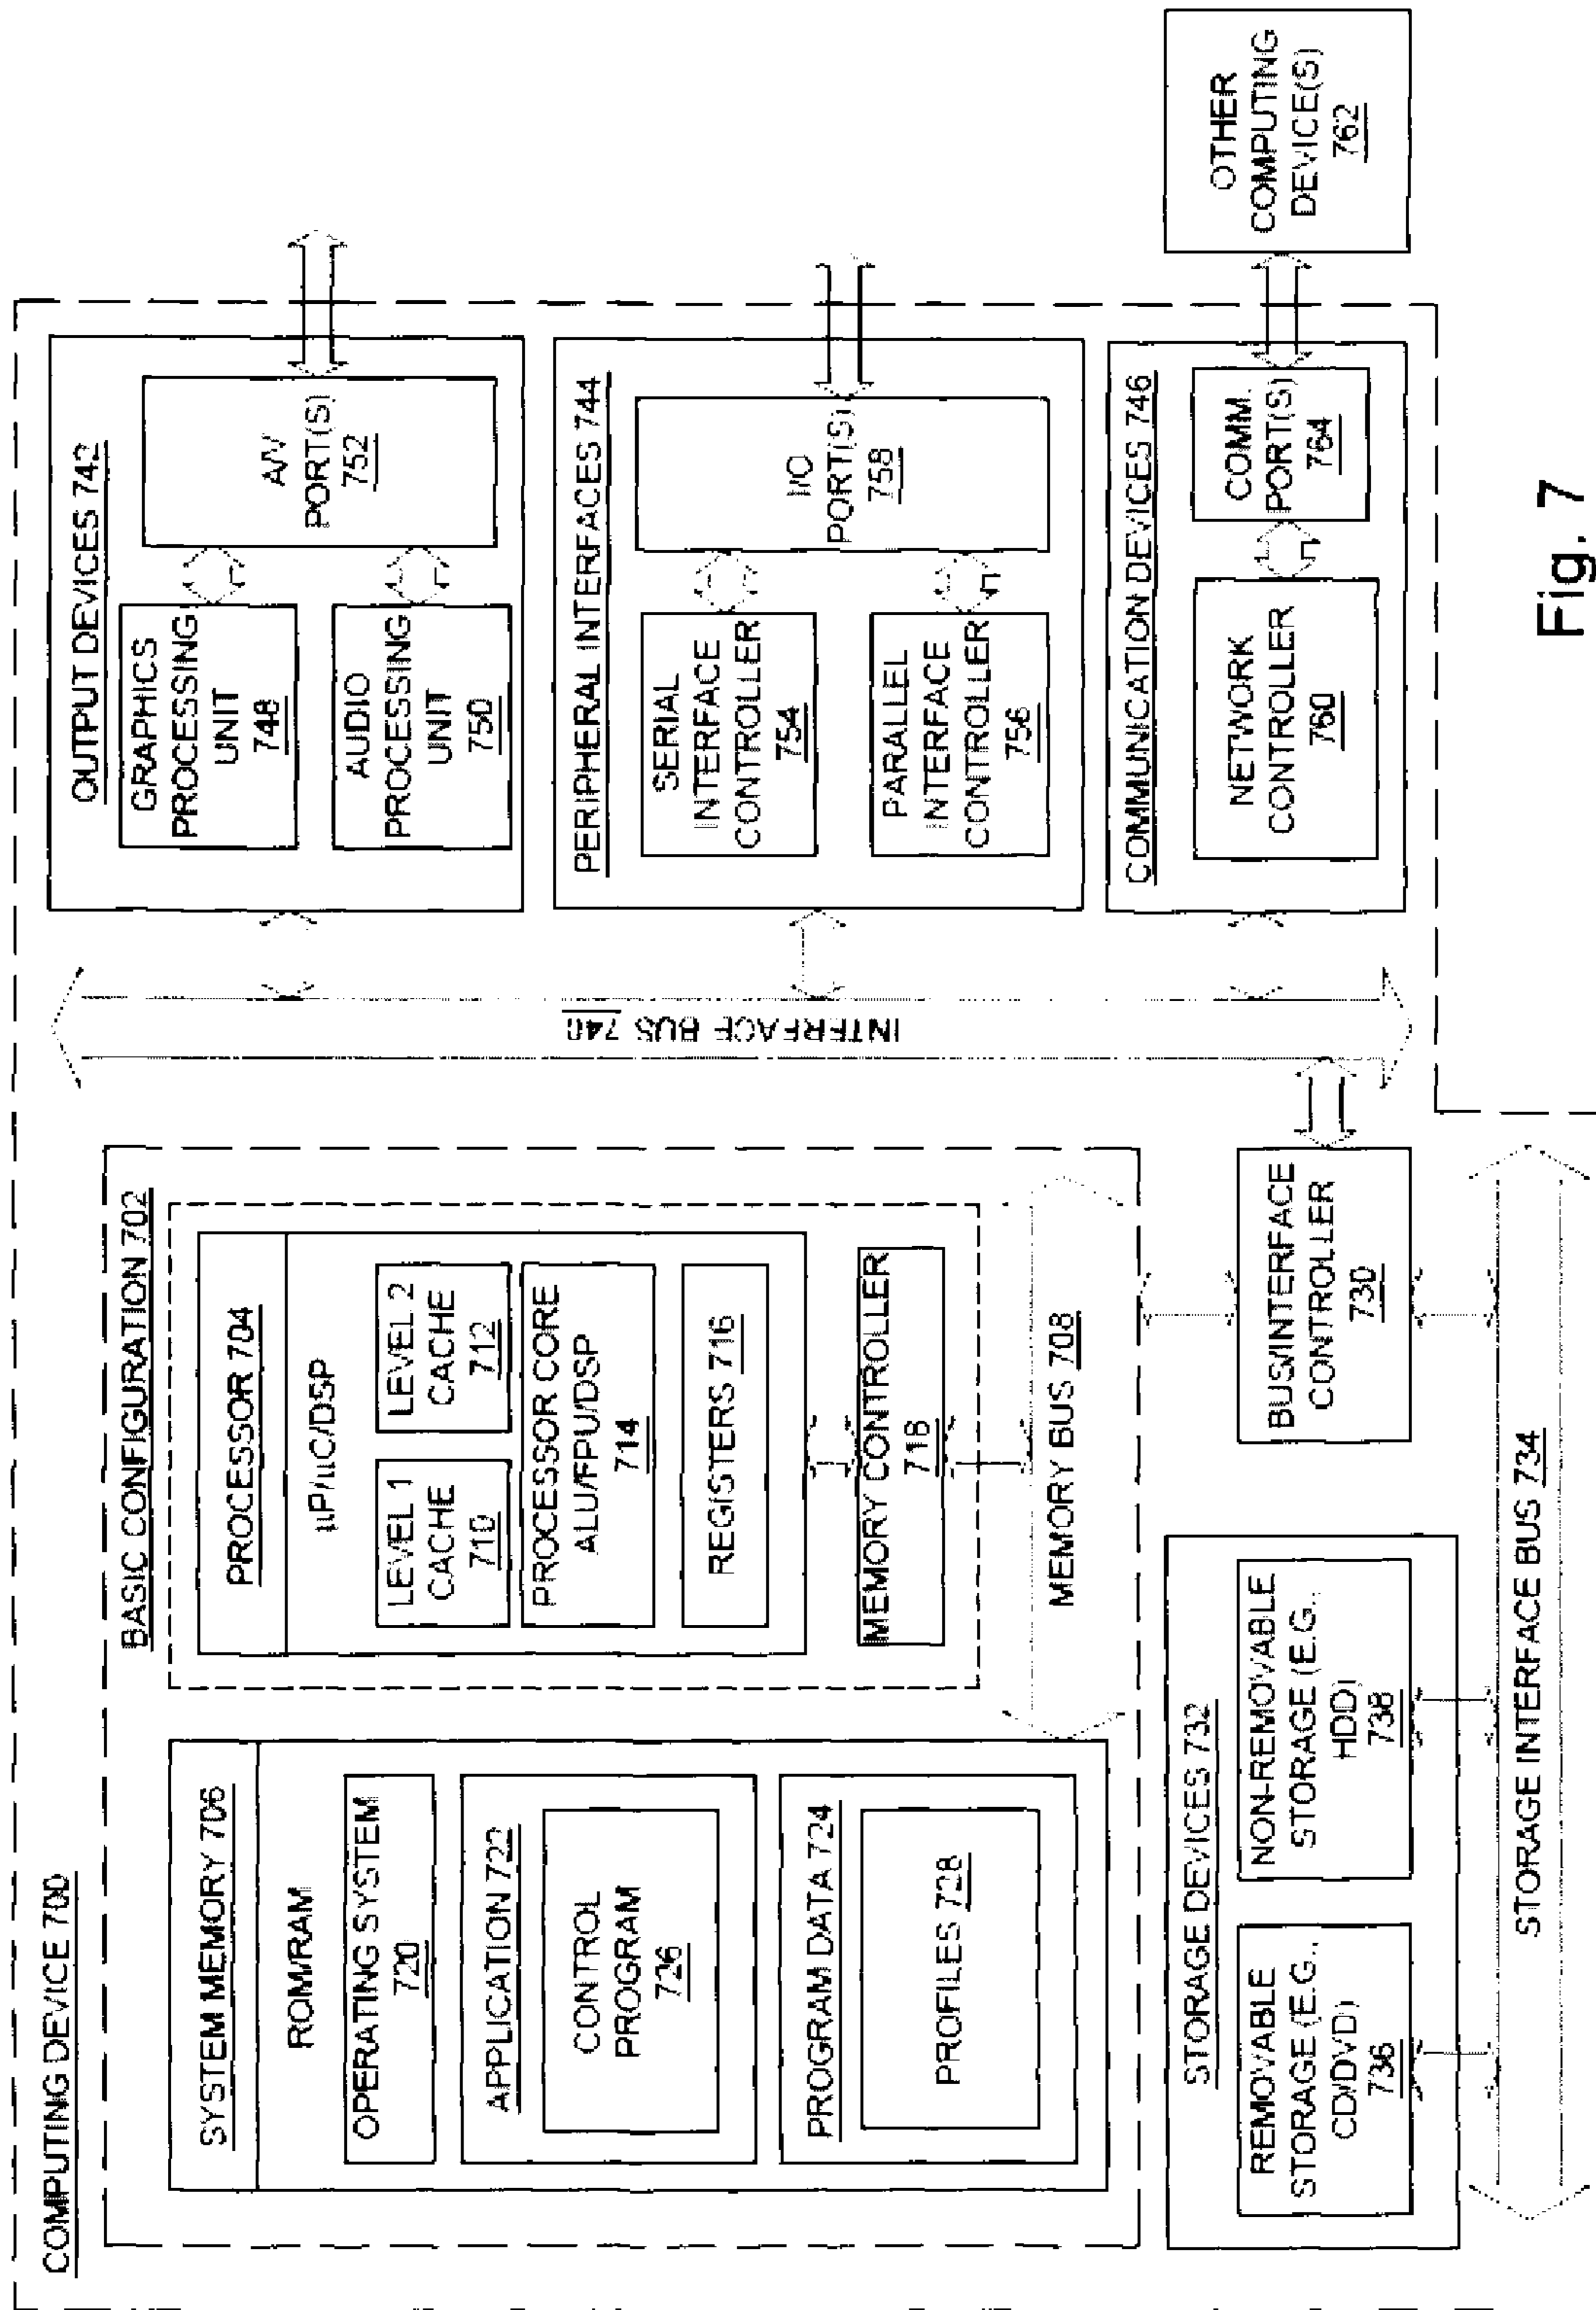 COMPUTING DEVICE 700
BASIC CONFIGURATION 702
SYSTEM MEMORY 706
ROM/RAM
OPERATING SYSTEM
720
APPLICATION 722
CONTROL
PROGRAM
726
PROGRAM DATA 724
PROFILES 728
PROCESSOR 704
µP/µC/DSP
LEVEL 1
CACHE
710
LEVEL 2
CACHE
712
PROCESSOR CORE
ALU/FPU/DSP
714
REGISTERS 716
MEMORY CONTROLLER
718
MEMORY BUS 708
STORAGE DEVICES 732
REMOVABLE
STORAGE (E.G.,
CD/DVD)
736
NON-REMOVABLE
STORAGE (E.G.,
HDD)
738
BUS/INTERFACE
CONTROLLER
730
STORAGE INTERFACE BUS 734
INTERFACE BUS 740
OUTPUT DEVICES 742
GRAPHICS
PROCESSING
UNIT
748
AUDIO
PROCESSING
UNIT
750
A/V
PORT(S)
752
PERIPHERAL INTERFACES 744
SERIAL
INTERFACE
CONTROLLER
754
PARALLEL
INTERFACE
CONTROLLER
756
I/O
PORT(S)
758
COMMUNICATION DEVICES 746
NETWORK
CONTROLLER
760
COMM.
PORT(S)
764
OTHER
COMPUTING
DEVICE(S)
762
Fig. 7